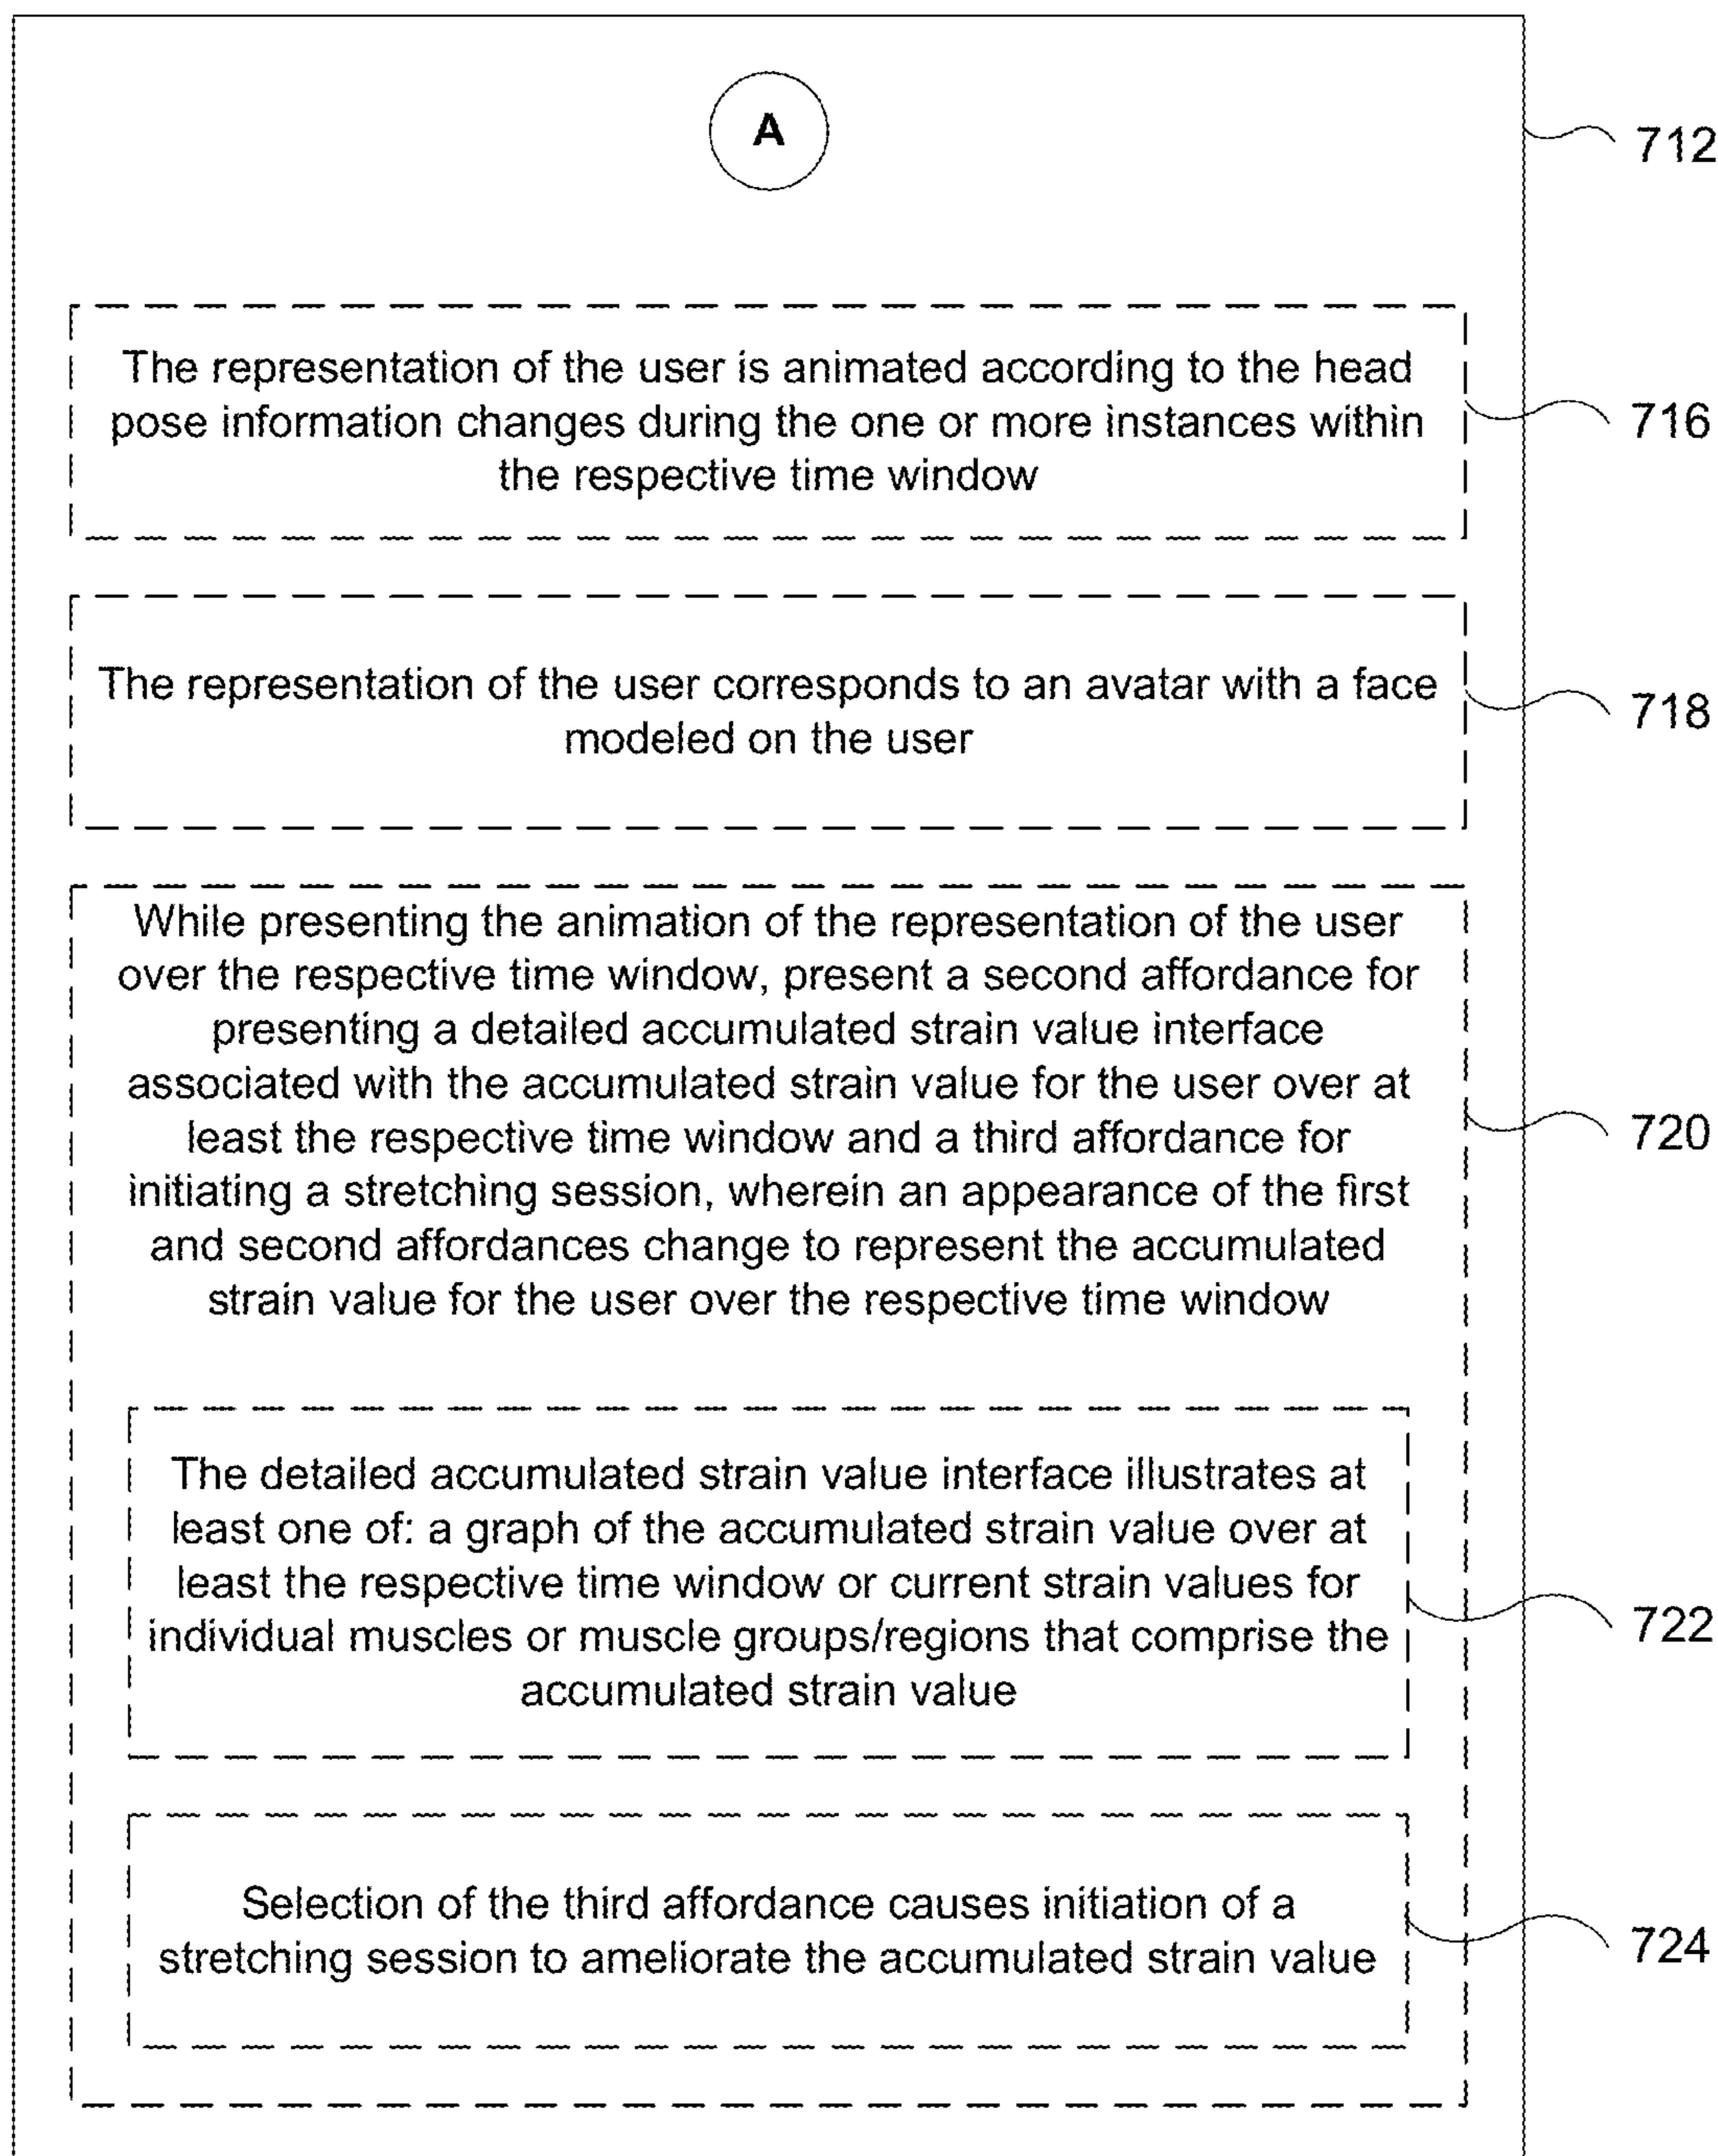 A
712
The representation of the user is animated according to the head
pose information changes during the one or more instances within
the respective time window
716
The representation of the user corresponds to an avatar with a face
modeled on the user
718
While presenting the animation of the representation of the user
over the respective time window, present a second affordance for
presenting a detailed accumulated strain value interface
associated with the accumulated strain value for the user over at
least the respective time window and a third affordance for
initiating a stretching session, wherein an appearance of the first
and second affordances change to represent the accumulated
strain value for the user over the respective time window
720
The detailed accumulated strain value interface illustrates at
least one of: a graph of the accumulated strain value over at
least the respective time window or current strain values for
individual muscles or muscle groups/regions that comprise the
accumulated strain value
722
Selection of the third affordance causes initiation of a
stretching session to ameliorate the accumulated strain value
724